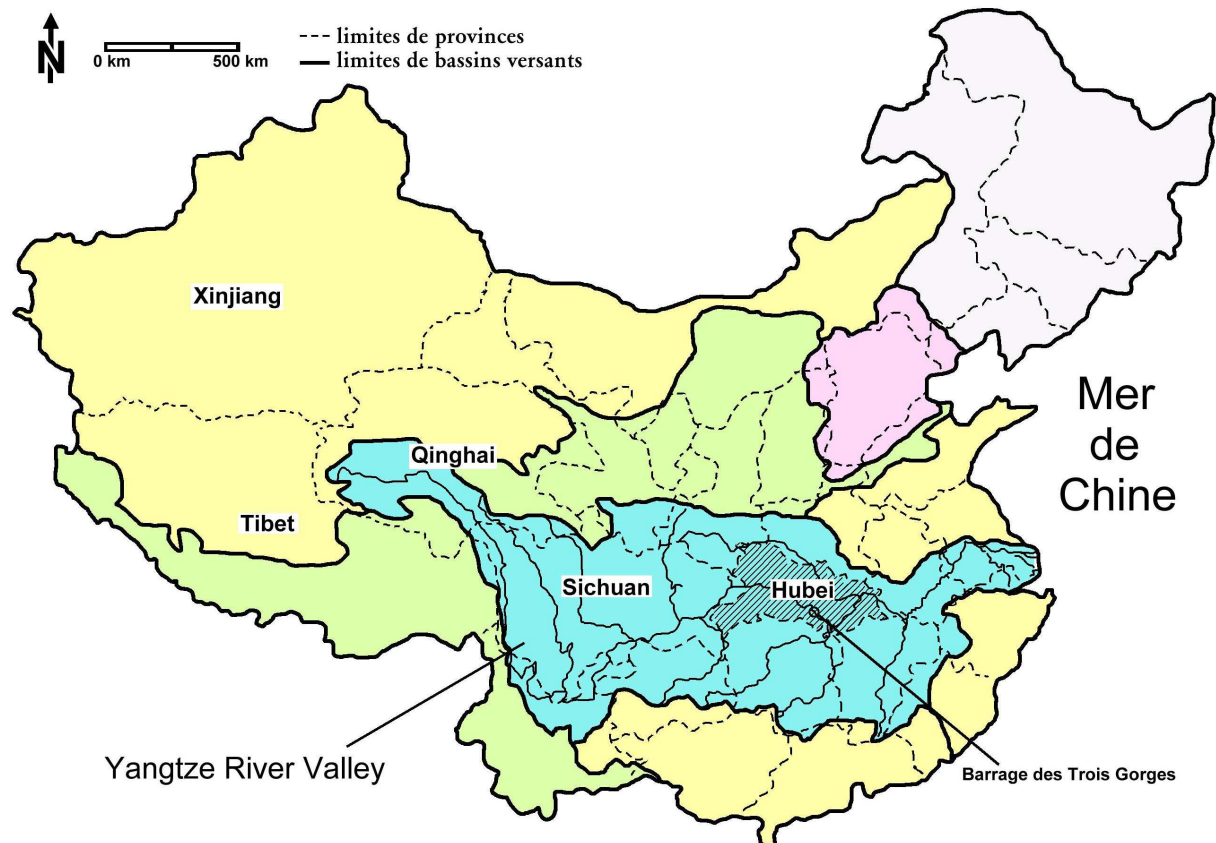 limites de provinces
limites de bassins versants
N
0 km 500 km
Xinjiang
Mer
de
Chine
Qinghai
Tibet
Sichuan
Hubei
Yangtze River Valley
Barrage des Trois Gorges